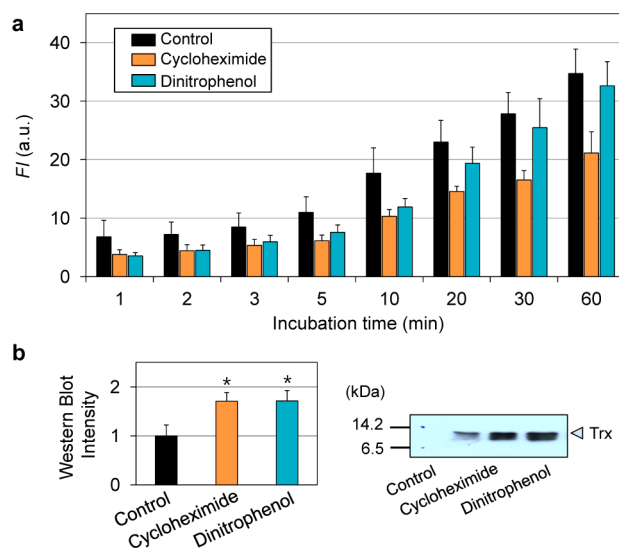 a
Control
Cycloheximide
Dinitrophenol
FI (a.u.)
40
30
20
10
0
1 2 3 5 10 20 30 60
Incubation time (min)
b
Western Blot
Intensity
2
1
0
* *
Control
Cycloheximide
Dinitrophenol
(kDa)
14.2
6.5
Trx
Control
Cycloheximide
Dinitrophenol